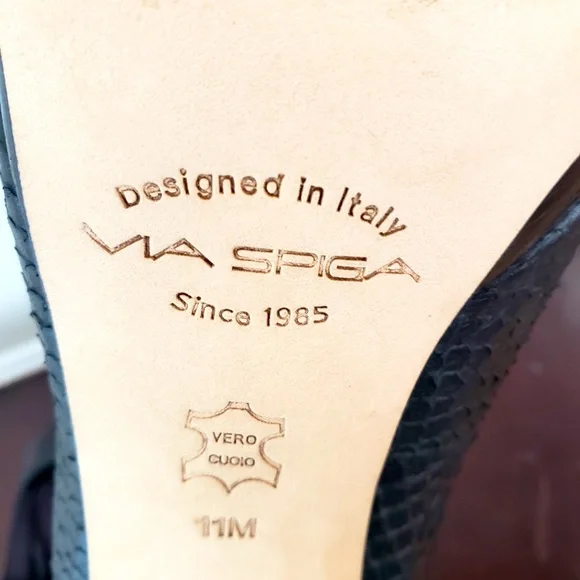 Designed in Italy
VIA SPIGA
Since 1985
VERO
CUOIO
11M